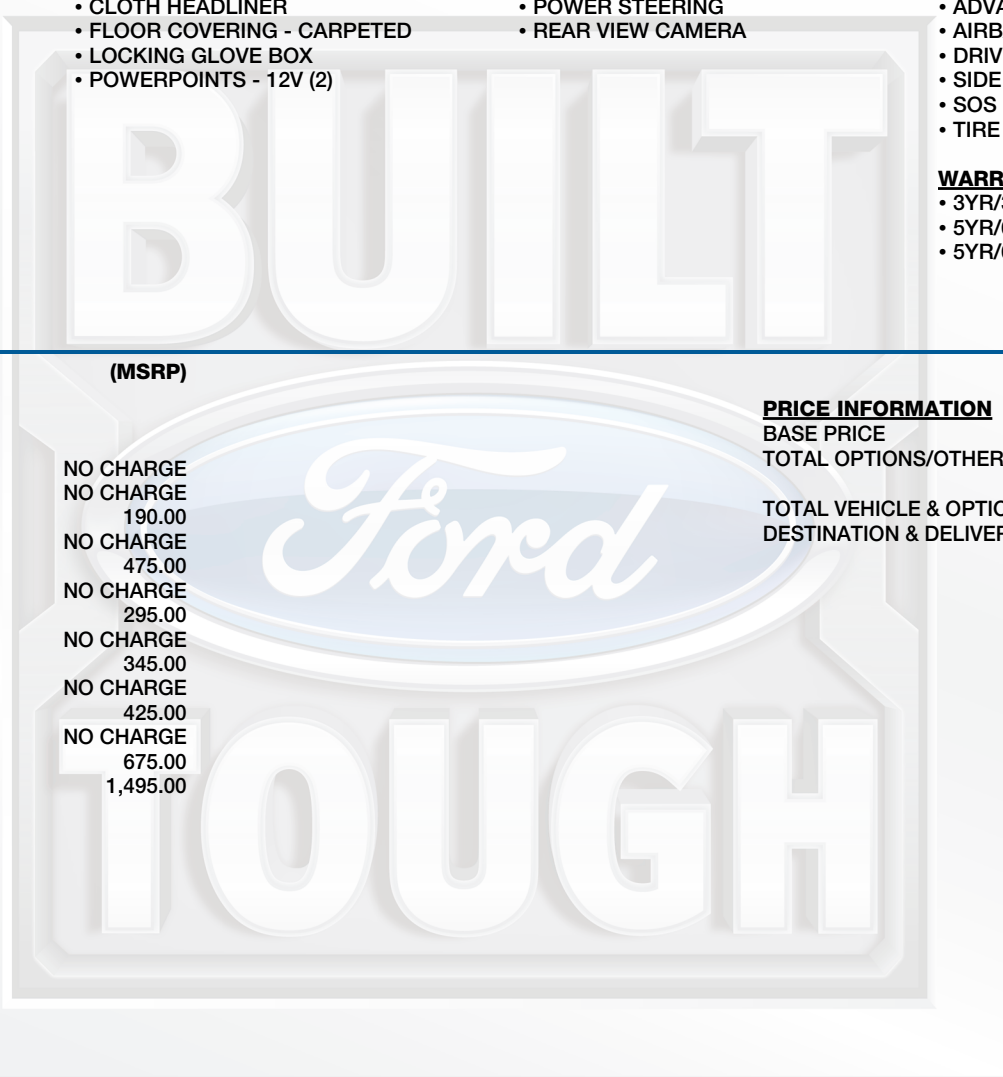 • CLOTH HEADLINER
• FLOOR COVERING - CARPETED
• LOCKING GLOVE BOX
• POWERPOINTS - 12V (2)
• POWER STEERING
• REAR VIEW CAMERA
• ADVA
• AIRB
• DRIV
• SIDE
• SOS
• TIRE
WARR
• 3YR/3
• 5YR/6
• 5YR/6
(MSRP)
NO CHARGE
NO CHARGE
190.00
NO CHARGE
475.00
NO CHARGE
295.00
NO CHARGE
345.00
NO CHARGE
425.00
NO CHARGE
675.00
1,495.00
PRICE INFORMATION
BASE PRICE
TOTAL OPTIONS/OTHER
TOTAL VEHICLE & OPTIO
DESTINATION & DELIVER
BUILT
Ford
TOUGH